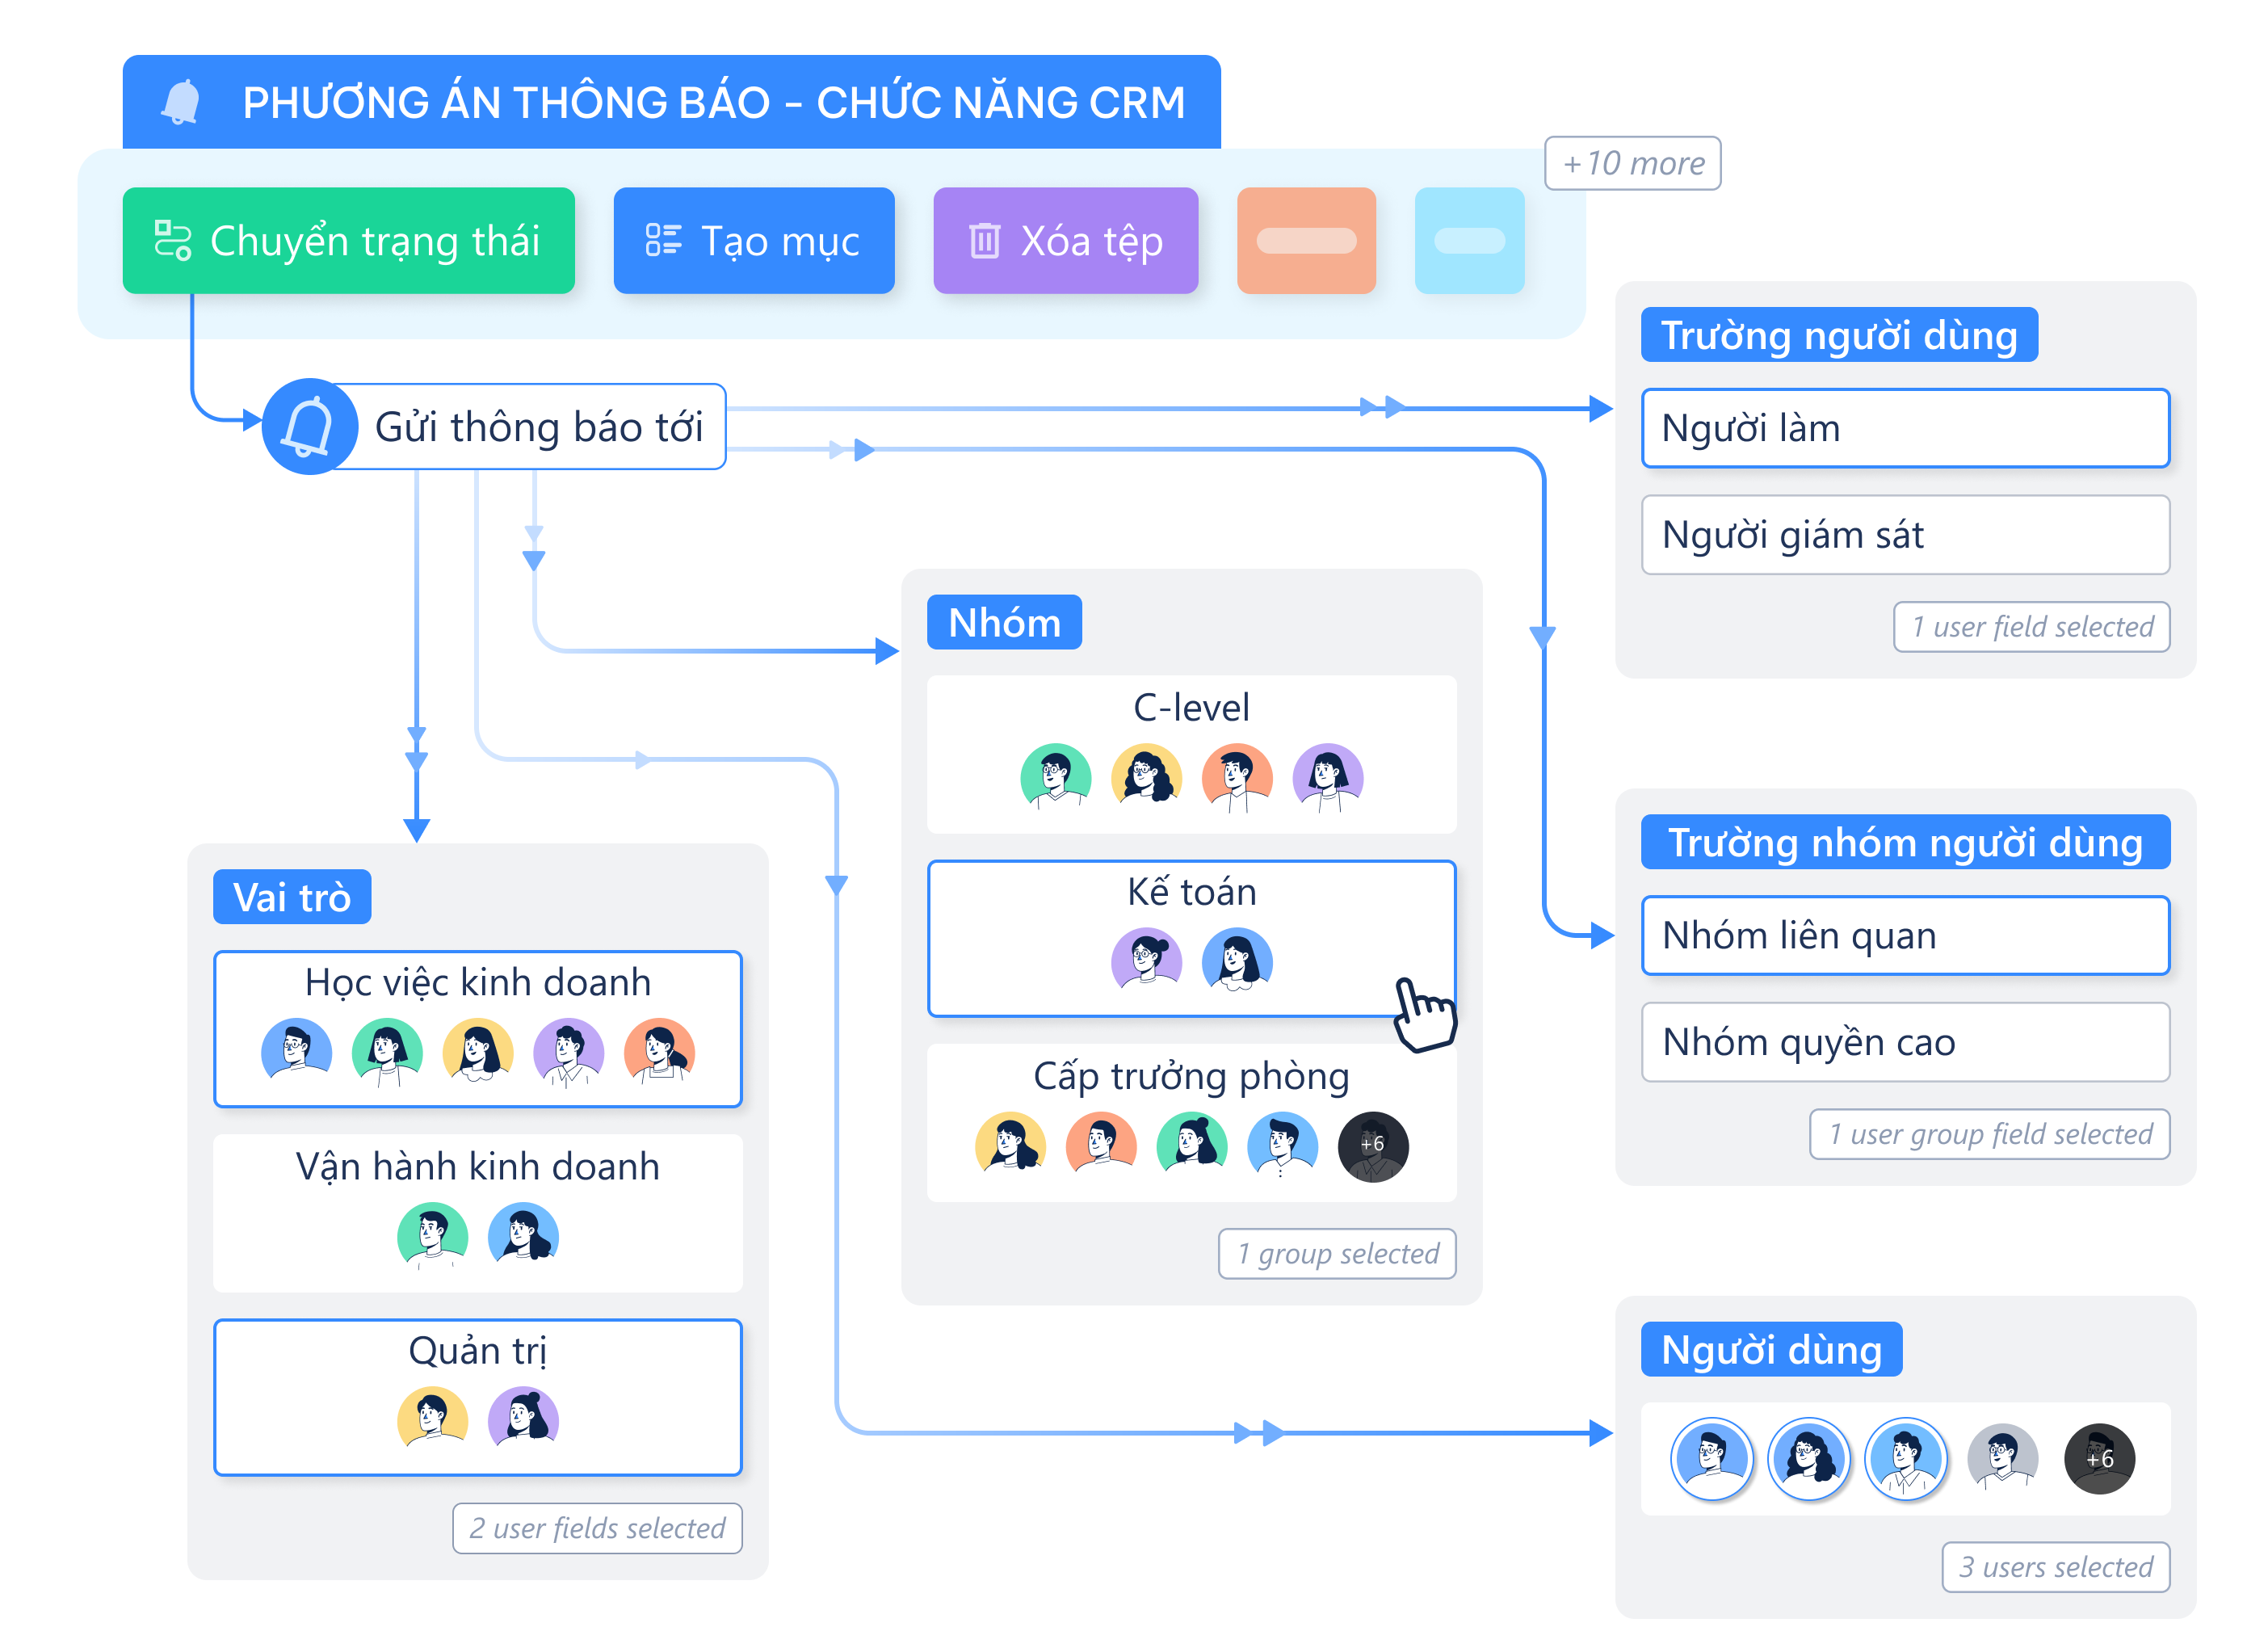 PHƯƠNG ÁN THÔNG BÁO - CHỨC NĂNG CRM
+10 more
Chuyển trạng thái
Tạo mục
Xóa tệp
Gửi thông báo tới
Trường người dùng
Người làm
Người giám sát
1 user field selected
Nhóm
C-level
Kế toán
Cấp trưởng phòng
+6
1 group selected
Trường nhóm người dùng
Nhóm liên quan
Nhóm quyền cao
1 user group field selected
Vai trò
Học việc kinh doanh
Vận hành kinh doanh
Quản trị
2 user fields selected
Người dùng
+6
3 users selected